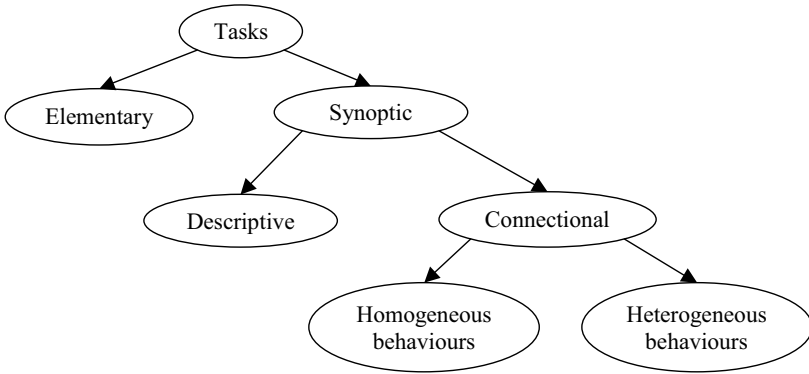 Tasks
Elementary
Synoptic
Descriptive
Connectional
Homogeneous
behaviours
Heterogeneous
behaviours